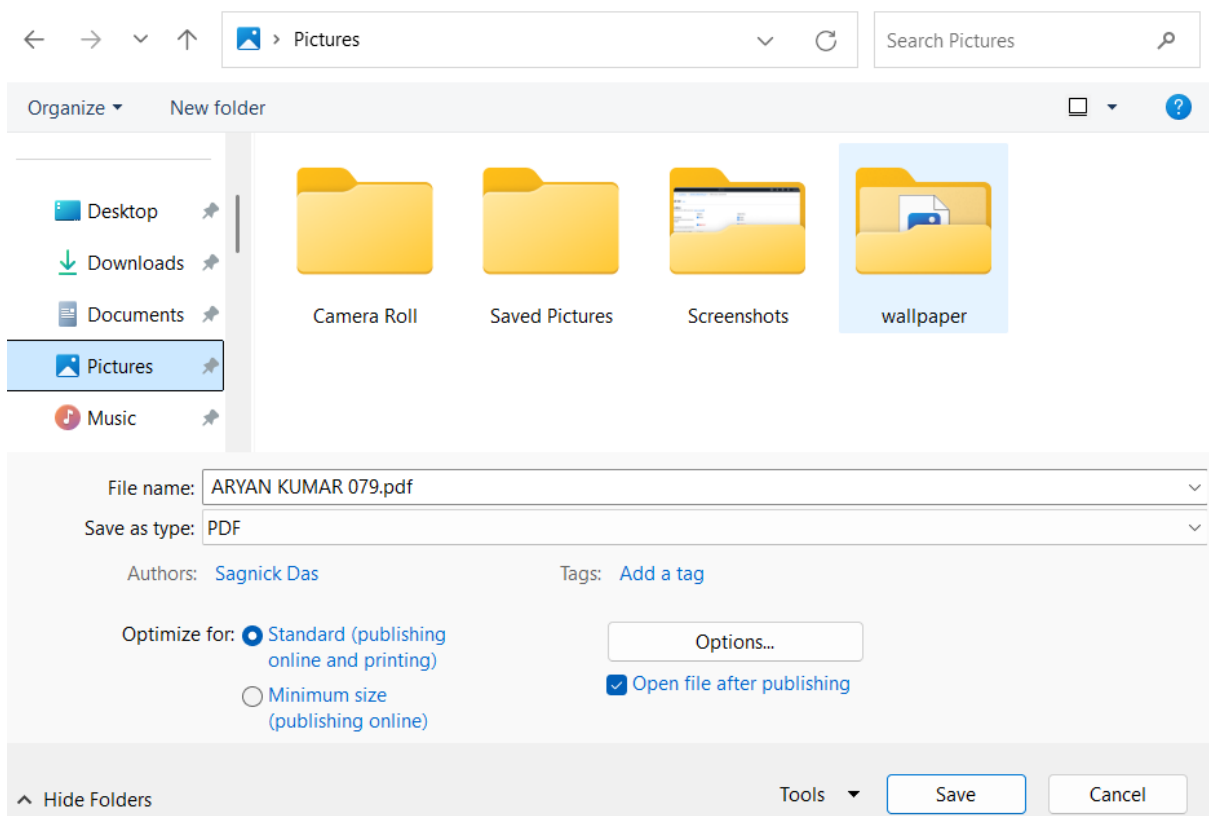 Pictures
Search Pictures
Organize
New folder
Desktop
Downloads
Documents
Pictures
Music
Camera Roll
Saved Pictures
Screenshots
wallpaper
File name: ARYAN KUMAR 079.pdf
Save as type: PDF
Authors: Sagnick Das
Tags: Add a tag
Optimize for: Standard (publishing
online and printing)
Minimum size
(publishing online)
Options...
Open file after publishing
Hide Folders
Tools
Save
Cancel